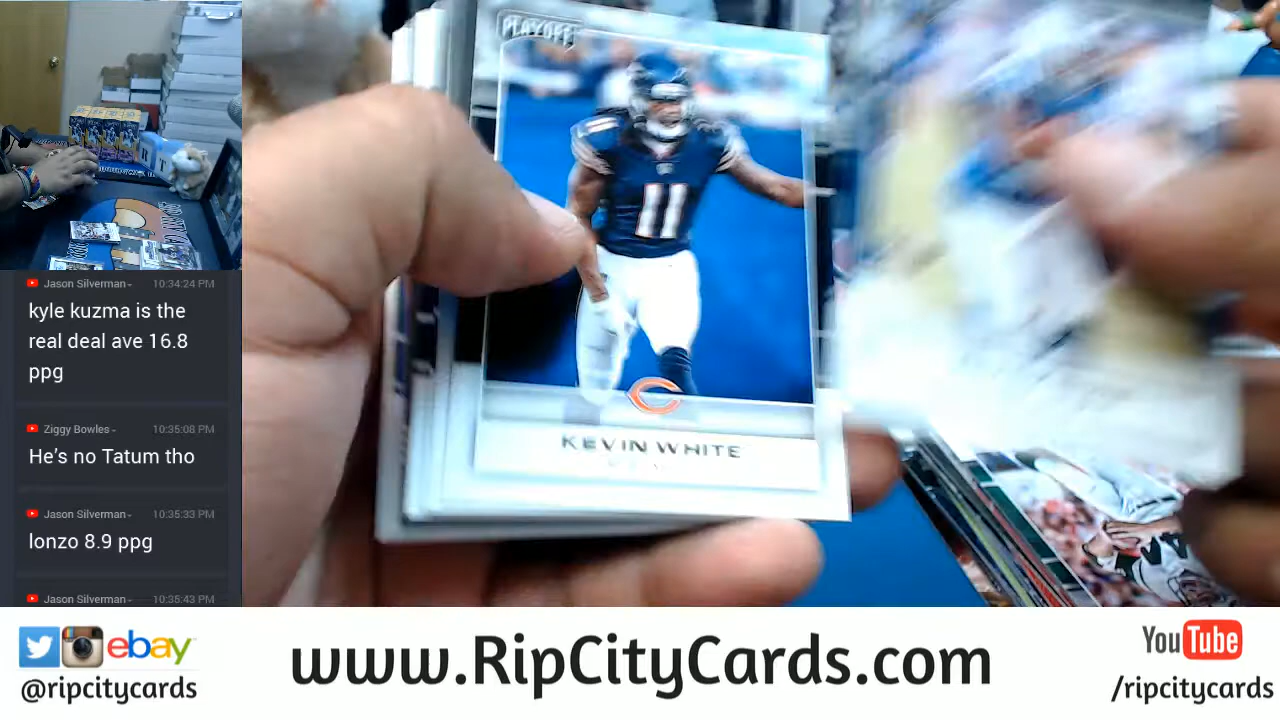 PLAYOFF
11
KEVIN WHITE
Jason Silverman
10:34:24 PM
kyle kuzma is the
real deal ave 16.8
ppg
Ziggy Bowles
10:35:08 PM
He's no Tatum tho
Jason Silverman
10:35:33 PM
lonzo 8.9 ppg
Jason Silverman
10:35:43 PM
ebay
@ripcitycards
www.RipCityCards.com
YouTube
/ripcitycards